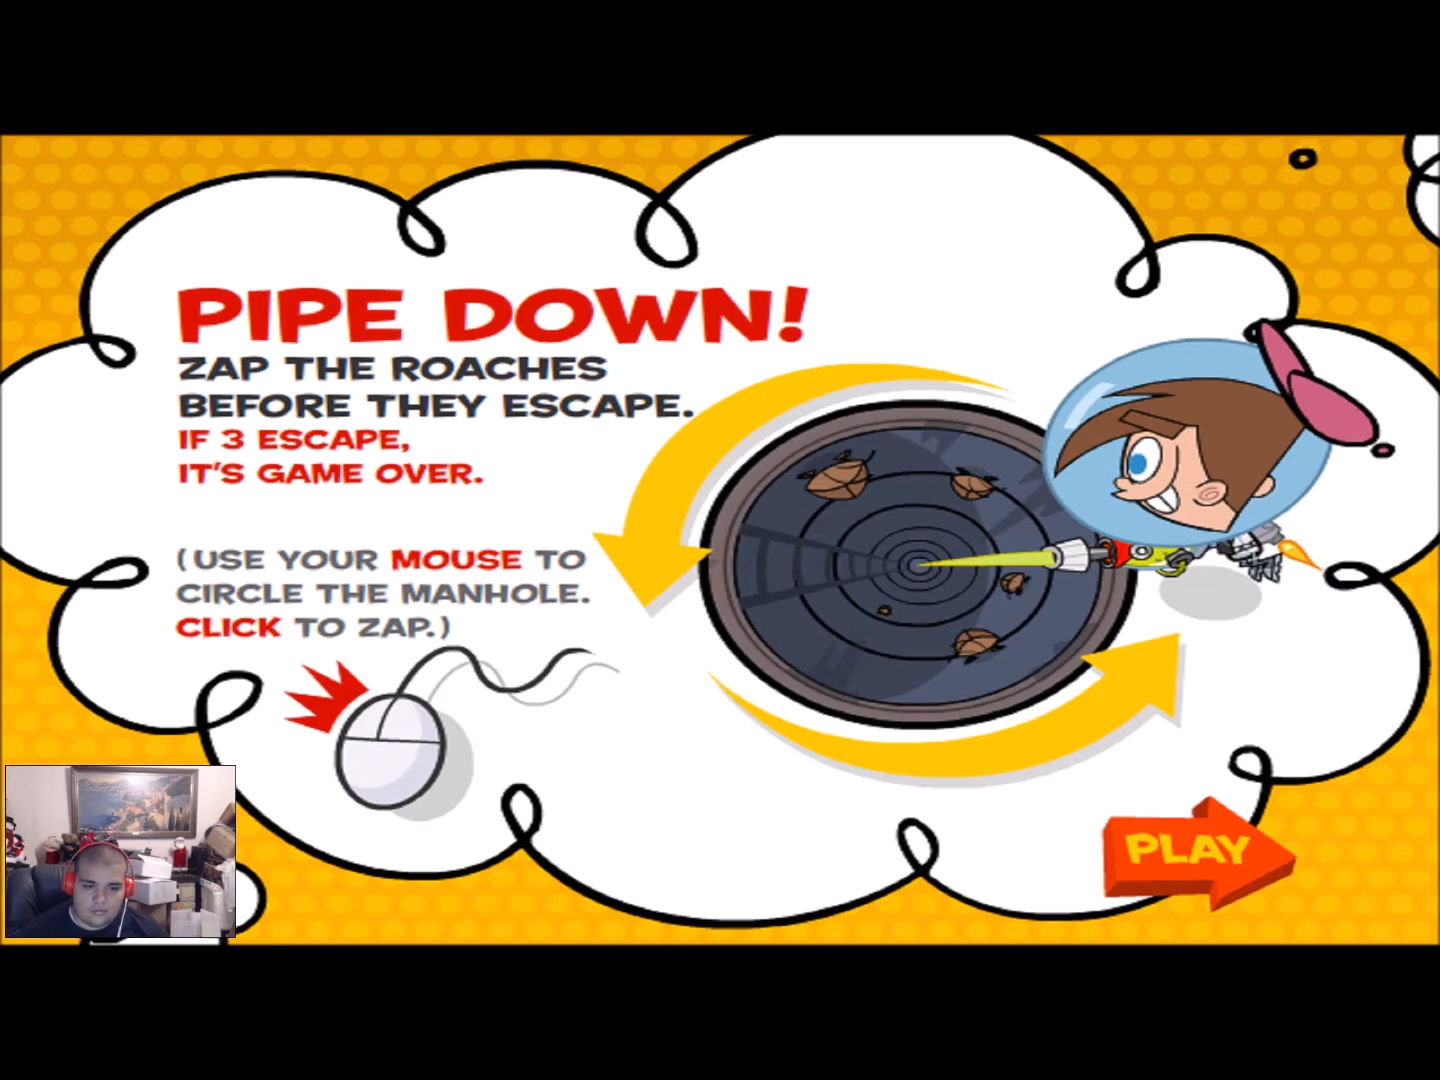 PIPE DOWN!
ZAP THE ROACHES
BEFORE THEY ESCAPE.
IF 3 ESCAPE,
IT'S GAME OVER.
(USE YOUR MOUSE TO
CIRCLE THE MANHOLE.
CLICK TO ZAP.)
PLAY